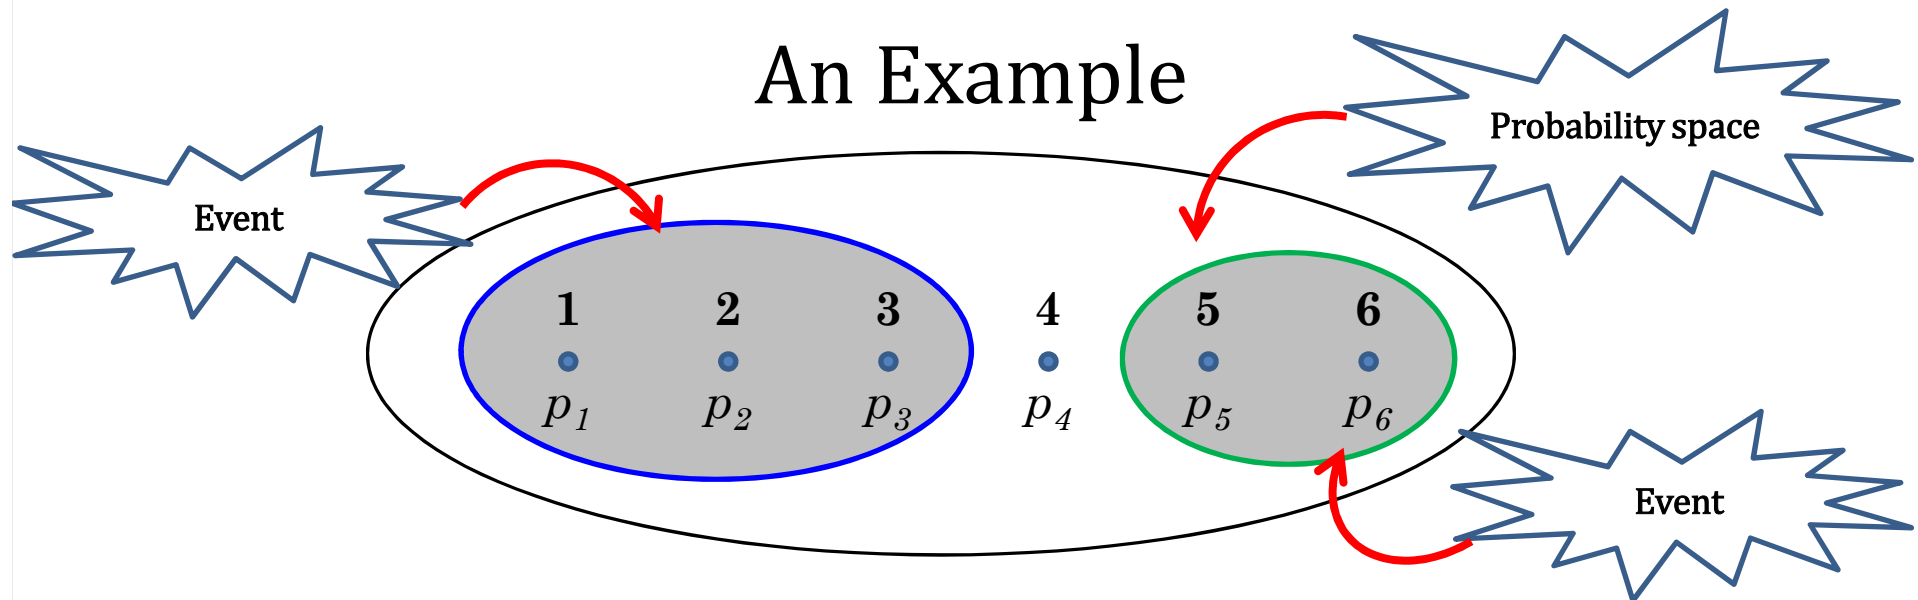 An Example
Probability space
Event
1 2 3 4 5 6
p1 p2 p3 p4 p5 p6
Event